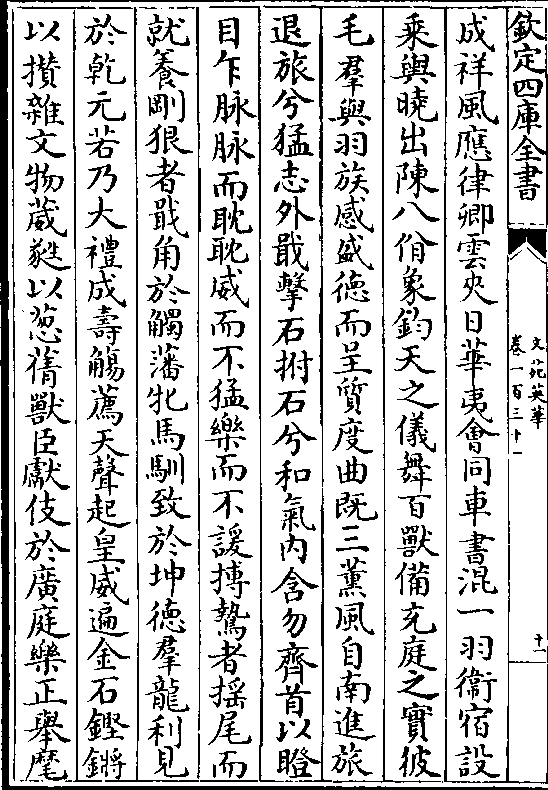 欽定四庫全書
文苑英華
卷一百三十一
十一
成祥風應律卿雲夾日華夷會同車書混一羽衞宿設
乘輿曉出陳八佾象鈞天之儀舞百獸備充庭之實彼
毛羣與羽族感盛德而呈質度曲既三薰風自南進旅
退旅兮猛志外戢擊石拊石兮和氣内含勿齊首以瞪
目乍脉脉而耽耽威而不猛樂而不諼摶鷙者揺尾而
就養剛狠者戢角於觸藩牝馬馴致於坤德羣龍利見
於乾元若乃大禮成壽觴薦天聲起皇威遍金石鏗鏘
以攢雜文物葳蕤以葱蒨獸臣獻伎於廣庭樂正舉麾